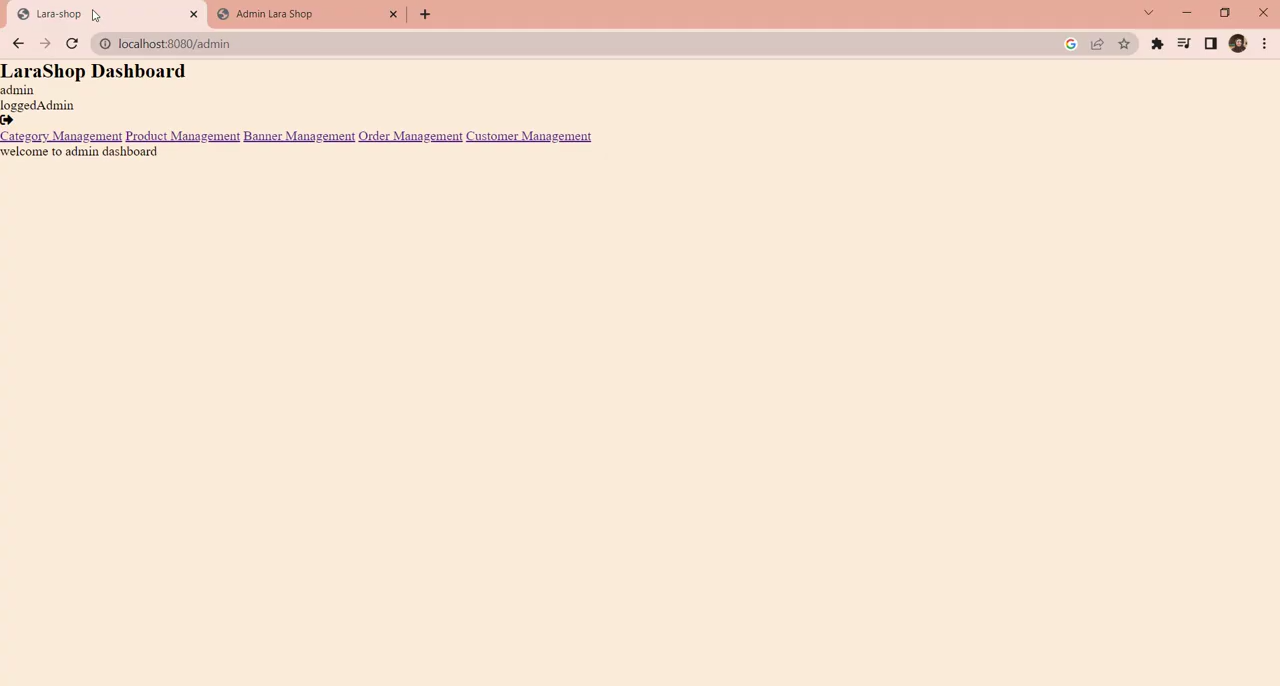 Lara-shop
Admin Lara Shop
localhost:8080/admin
LaraShop Dashboard
admin
loggedAdmin
Category Management Product Management Banner Management Order Management Customer Management
welcome to admin dashboard